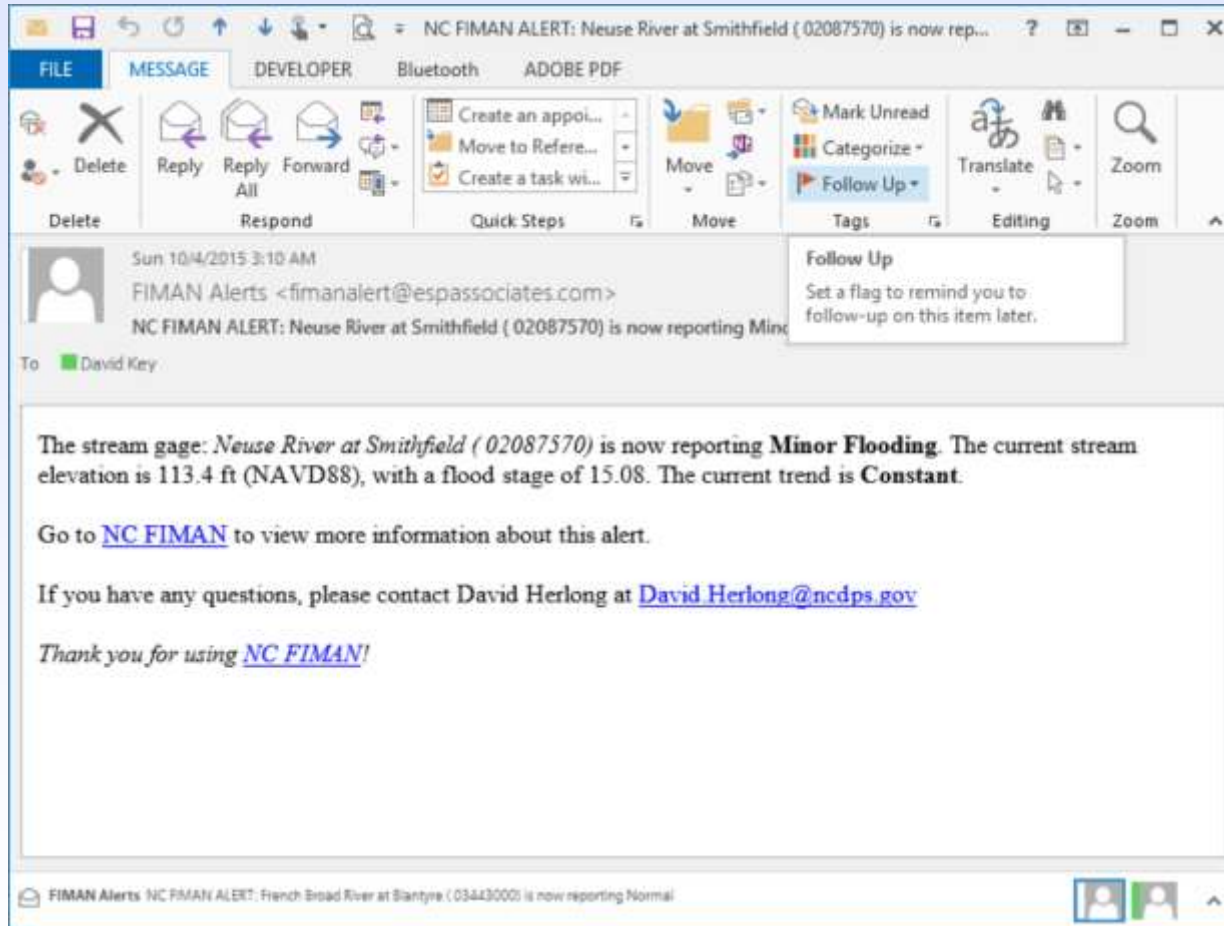 NC FIMAN ALERT: Neuse River at Smithfield ( 02087570) is now rep...
FILE MESSAGE DEVELOPER Bluetooth ADOBE PDF
Delete
Reply
Reply All
Forward
Create an appoi...
Move to Refere...
Create a task wi...
Move
Mark Unread
Categorize
Follow Up
Translate
Zoom
Delete Respond Quick Steps Move Tags Editing Zoom
Sun 10/4/2015 3:10 AM
FIMAN Alerts <fimanalert@espassociates.com>
NC FIMAN ALERT: Neuse River at Smithfield ( 02087570) is now reporting Mino
To David Key
Follow Up
Set a flag to remind you to
follow-up on this item later.
The stream gage: Neuse River at Smithfield ( 02087570) is now reporting Minor Flooding. The current stream
elevation is 113.4 ft (NAVD88), with a flood stage of 15.08. The current trend is Constant.
Go to NC FIMAN to view more information about this alert.
If you have any questions, please contact David Herlong at David.Herlong@ncdps.gov
Thank you for using NC FIMAN!
FIMAN Alerts NC FIMAN ALERT: French Broad River at Blantyre ( 03443000) is now reporting Normal